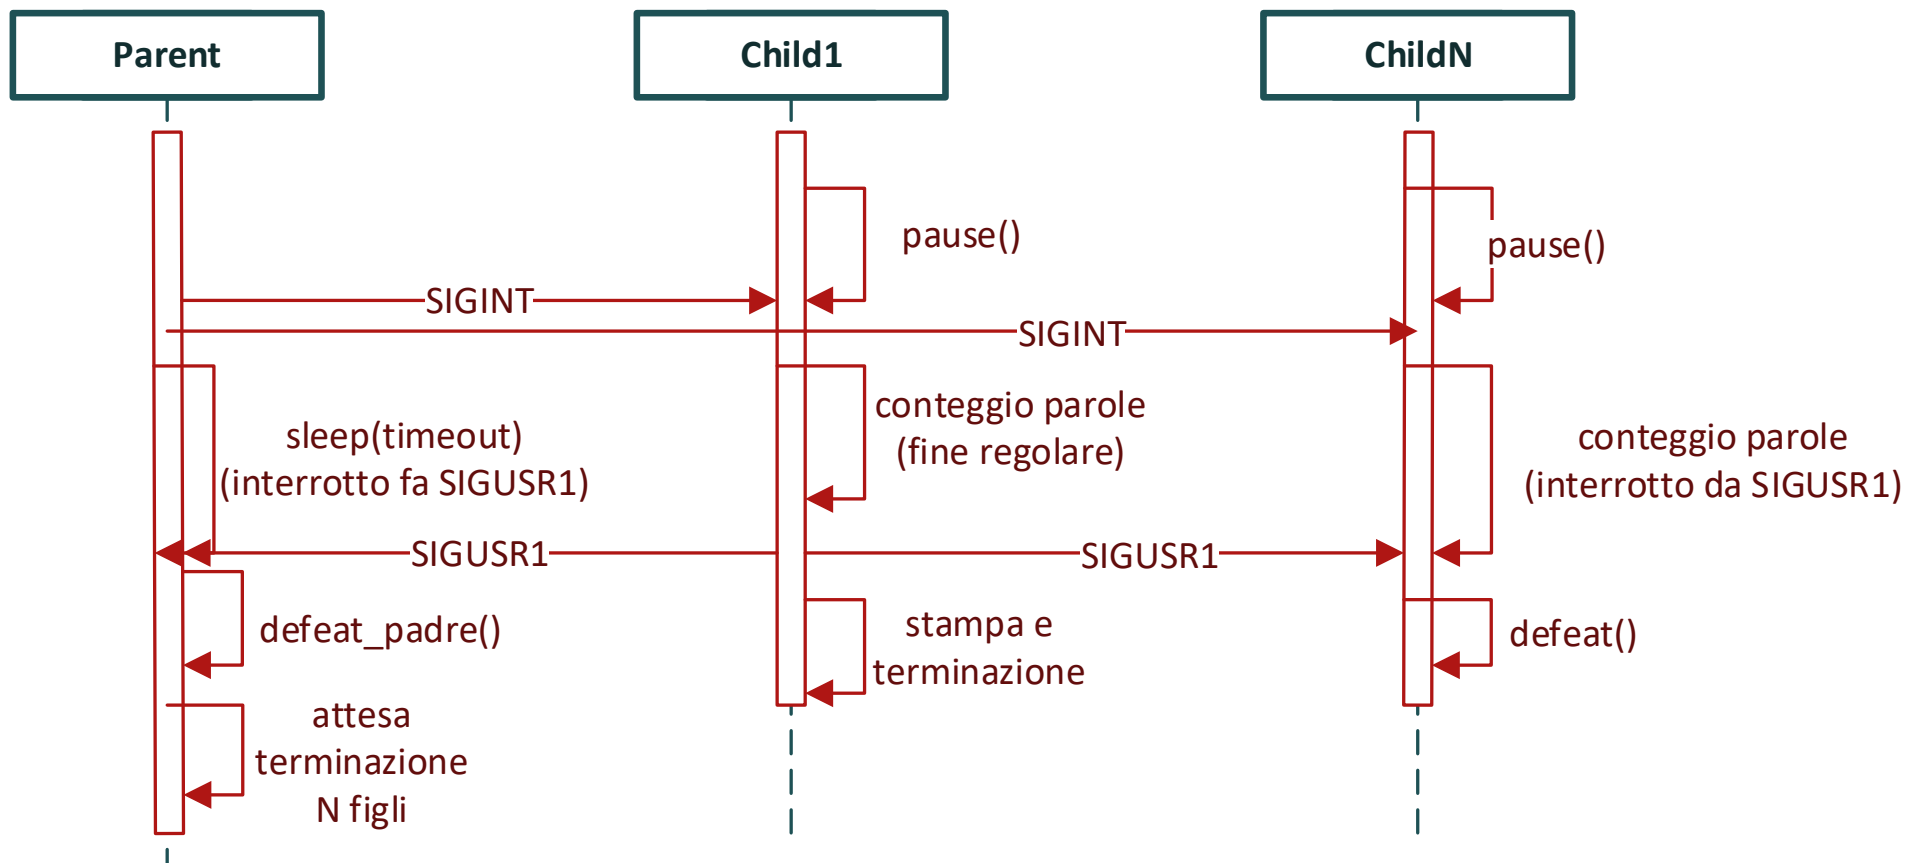 Parent
Child1
ChildN
pause()
pause()
SIGINT
SIGINT
conteggio parole
(fine regolare)
sleep(timeout)
(interrotto fa SIGUSR1)
conteggio parole
(interrotto da SIGUSR1)
SIGUSR1
SIGUSR1
defeat_padre()
stampa e
terminazione
defeat()
attesa
terminazione
N figli